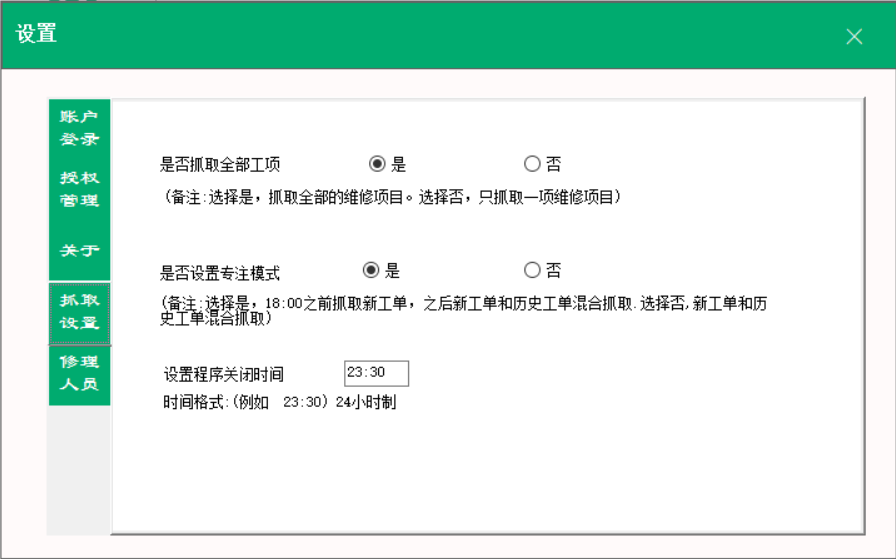 设置
账户
登录
授权
管理
关于
抓取
设置
修理
人员
是否抓取全部工项 是 否
(备注:选择是，抓取全部的维修项目。选择否，只抓取一项维修项目)
是否设置专注模式 是 否
(备注:选择是，18:00之前抓取新工单，之后新工单和历史工单混合抓取.选择否,新工单和历
史工单混合抓取)
设置程序关闭时间 23:30
时间格式:(例如 23:30) 24小时制